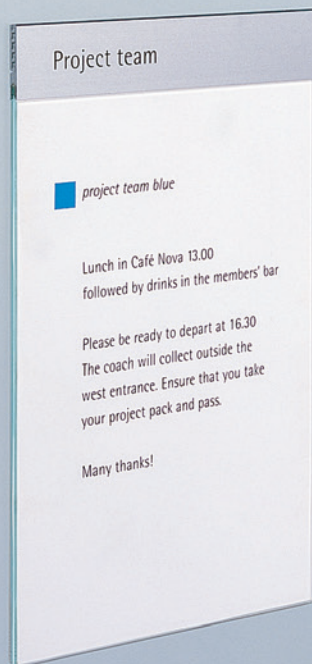 Project team
project team blue
Lunch in Café Nova 13.00
followed by drinks in the members' bar
Please be ready to depart at 16.30
The coach will collect outside the
west entrance. Ensure that you take
your project pack and pass.
Many thanks!